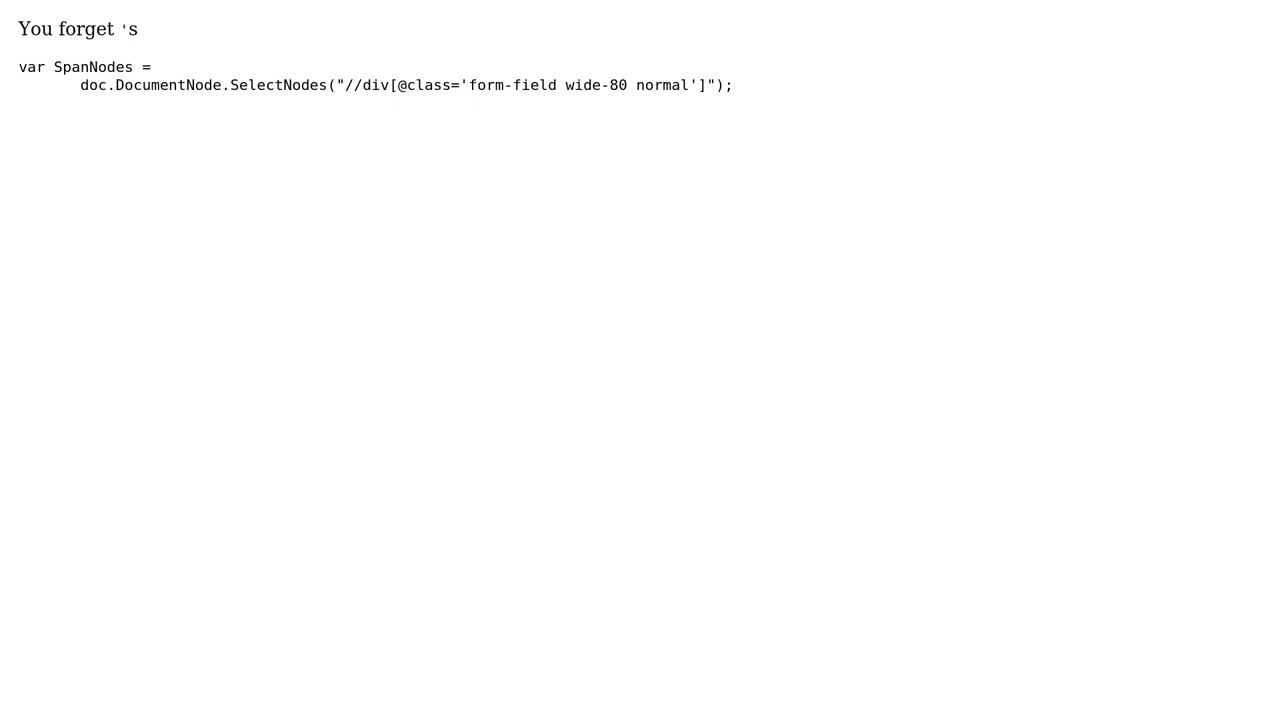 You forget 's
var SpanNodes =
       doc.DocumentNode.SelectNodes("//div[@class='form-field wide-80 normal']");